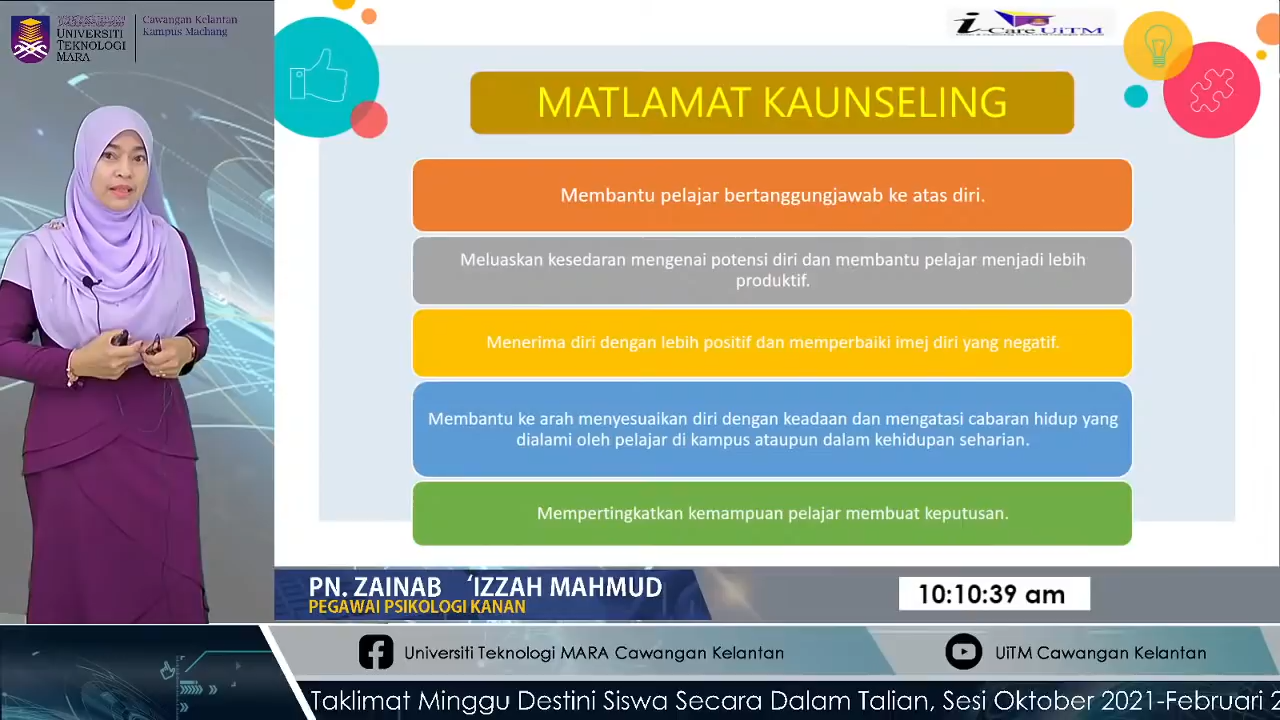 UNIVERSITI
TEKNOLOGI
MARA
Cawangan Kelantan
Kampus Machang
i-Care UiTM
MATLAMAT KAUNSELING
Membantu pelajar bertanggungjawab ke atas diri.
Meluaskan kesedaran mengenai potensi diri dan membantu pelajar menjadi lebih
produktif.
Menerima diri dengan lebih positif dan memperbaiki imej diri yang negatif.
Membantu ke arah menyesuaikan diri dengan keadaan dan mengatasi cabaran hidup yang
dialami oleh pelajar di kampus ataupun dalam kehidupan seharian.
Mempertingkatkan kemampuan pelajar membuat keputusan.
PN. ZAINAB ‘IZZAH MAHMUD
PEGAWAI PSIKOLOGI KANAN
10:10:39 am
Universiti Teknologi MARA Cawangan Kelantan
UiTM Cawangan Kelantan
Taklimat Minggu Destini Siswa Secara Dalam Talian, Sesi Oktober 2021-Februari 2